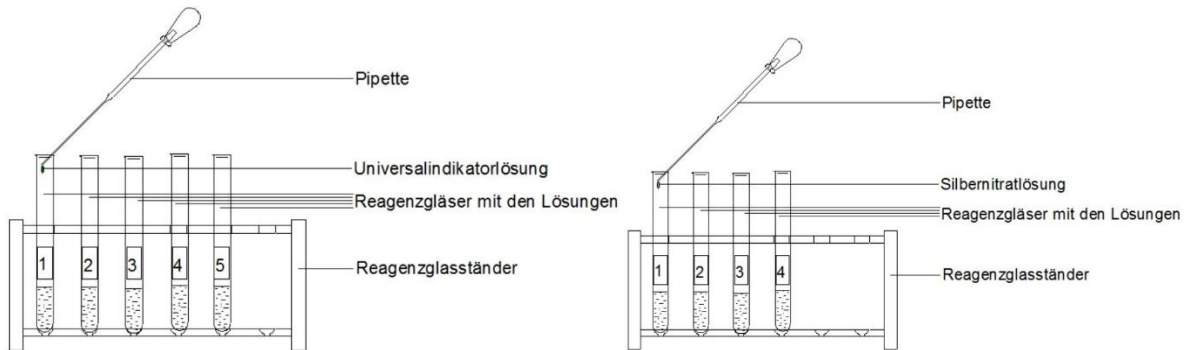 Pipette
Universalindikatorlösung
Reagenzgläser mit den Lösungen
1 2 3 4 5
Reagenzglasständer
Pipette
Silbernitratlösung
Reagenzgläser mit den Lösungen
1 2 3 4
Reagenzglasständer